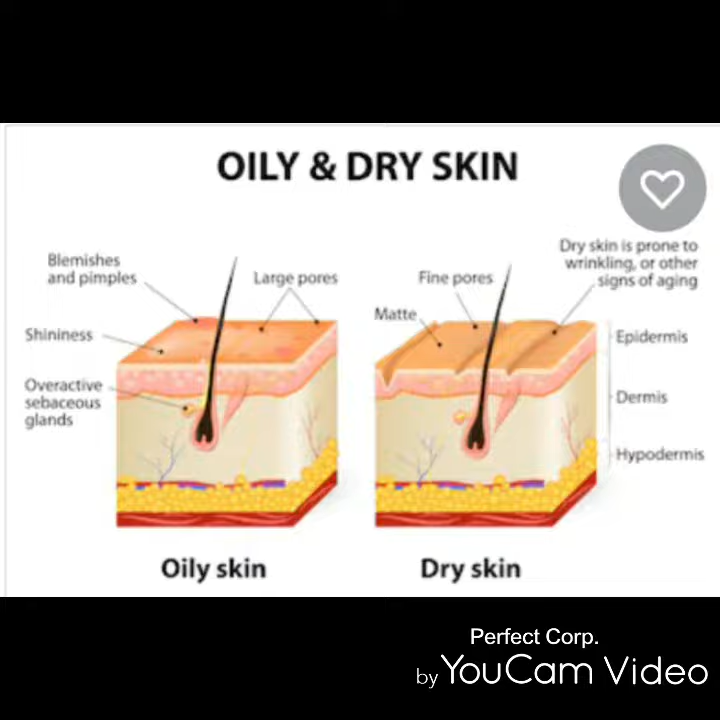 OILY & DRY SKIN
Blemishes
and pimples
Large pores
Shininess
Overactive
sebaceous
glands
Oily skin
Dry skin is prone to
wrinkling, or other
signs of aging
Fine pores
Matte
Epidermis
Dermis
Hypodermis
Dry skin
Perfect Corp.
by YouCam Video